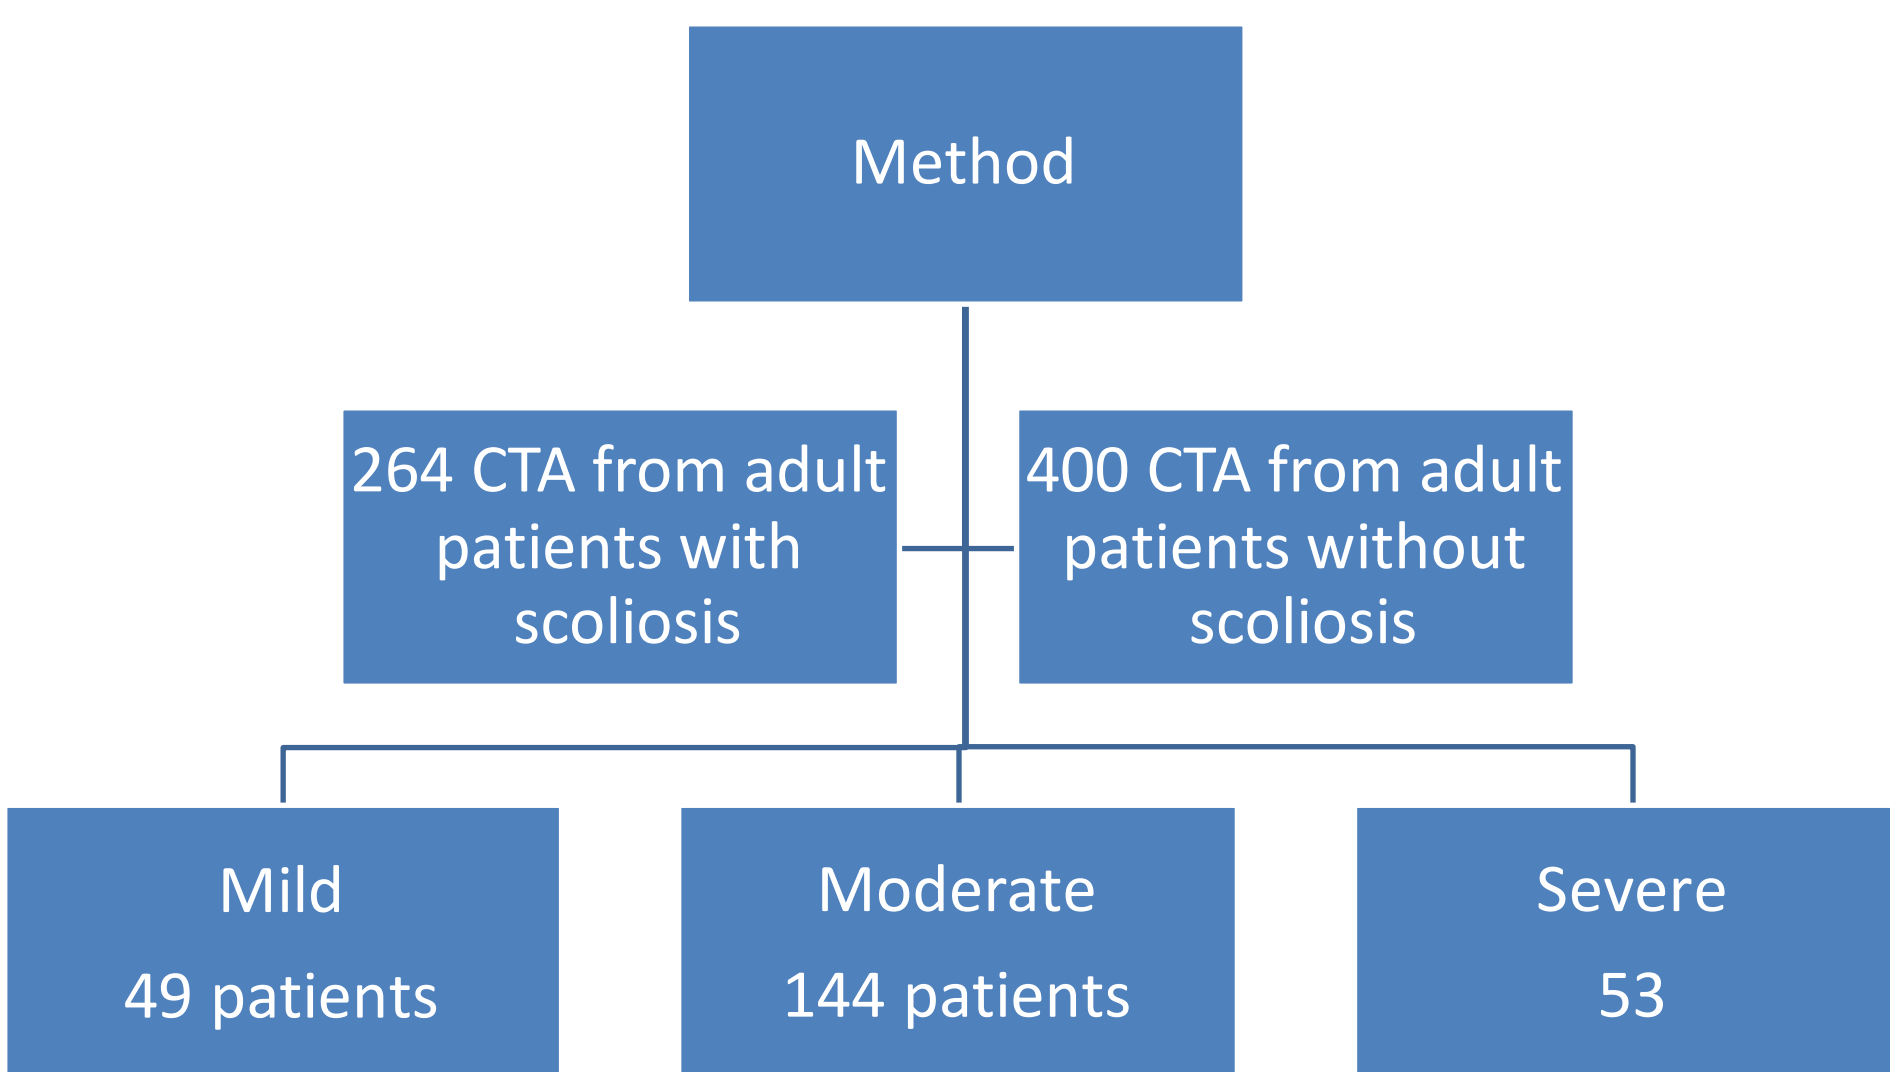 Method
264 CTA from adult
patients with
scoliosis
400 CTA from adult
patients without
scoliosis
Mild
49 patients
Moderate
144 patients
Severe
53